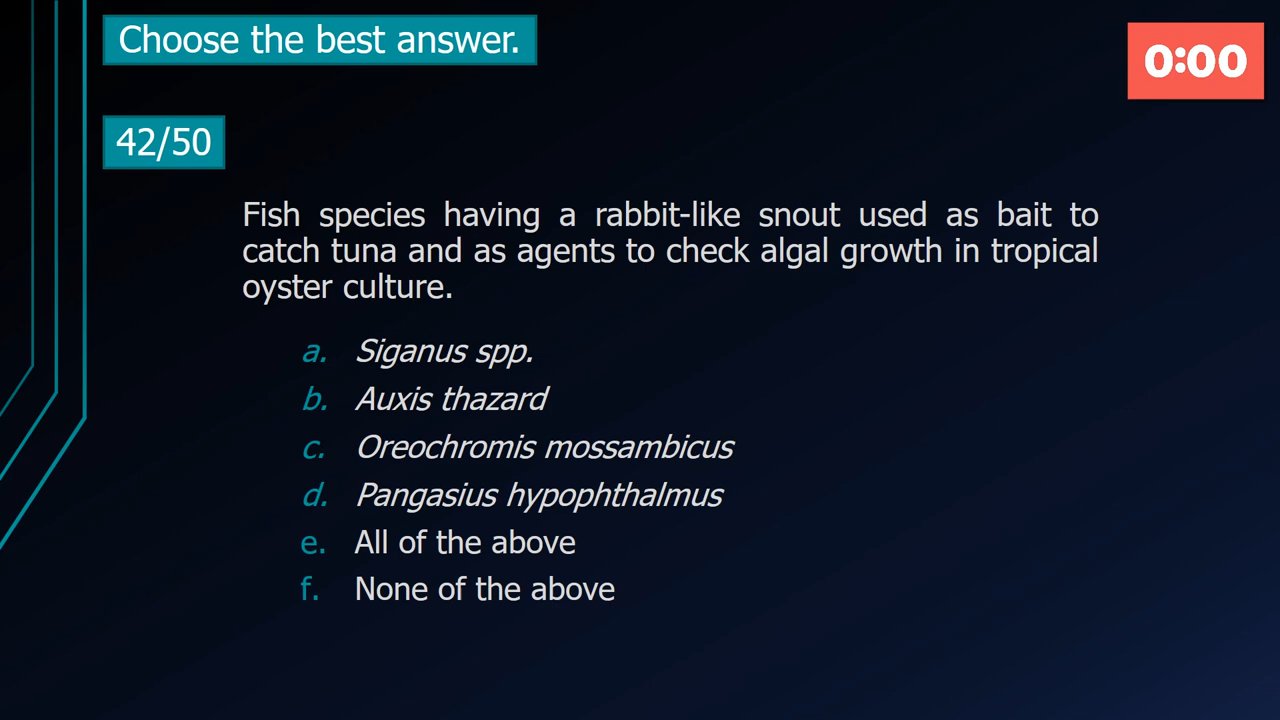 Choose the best answer.
0:00
42/50
Fish species having a rabbit-like snout used as bait to
catch tuna and as agents to check algal growth in tropical
oyster culture.
a. Siganus spp.
b. Auxis thazard
c. Oreochromis mossambicus
d. Pangasius hypophthalmus
e. All of the above
f. None of the above